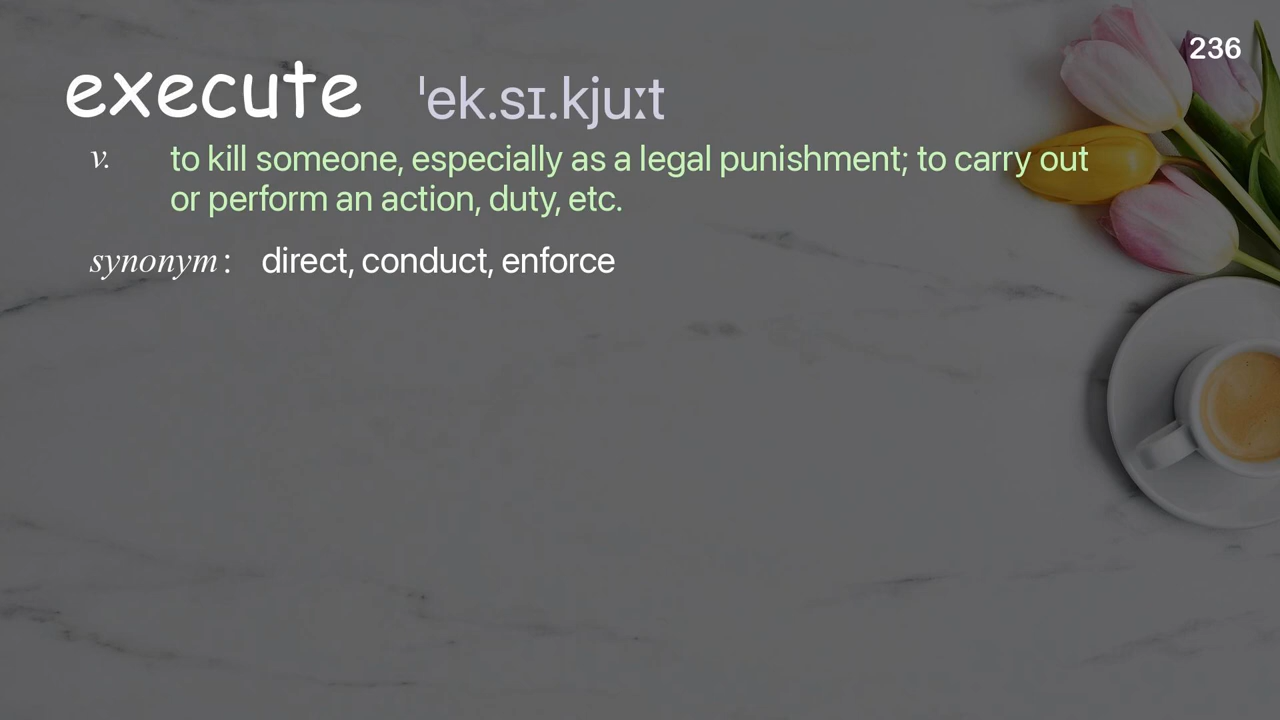 236
execute ˈek.sɪ.kjuːt
v. to kill someone, especially as a legal punishment; to carry out
or perform an action, duty, etc.
synonym : direct, conduct, enforce